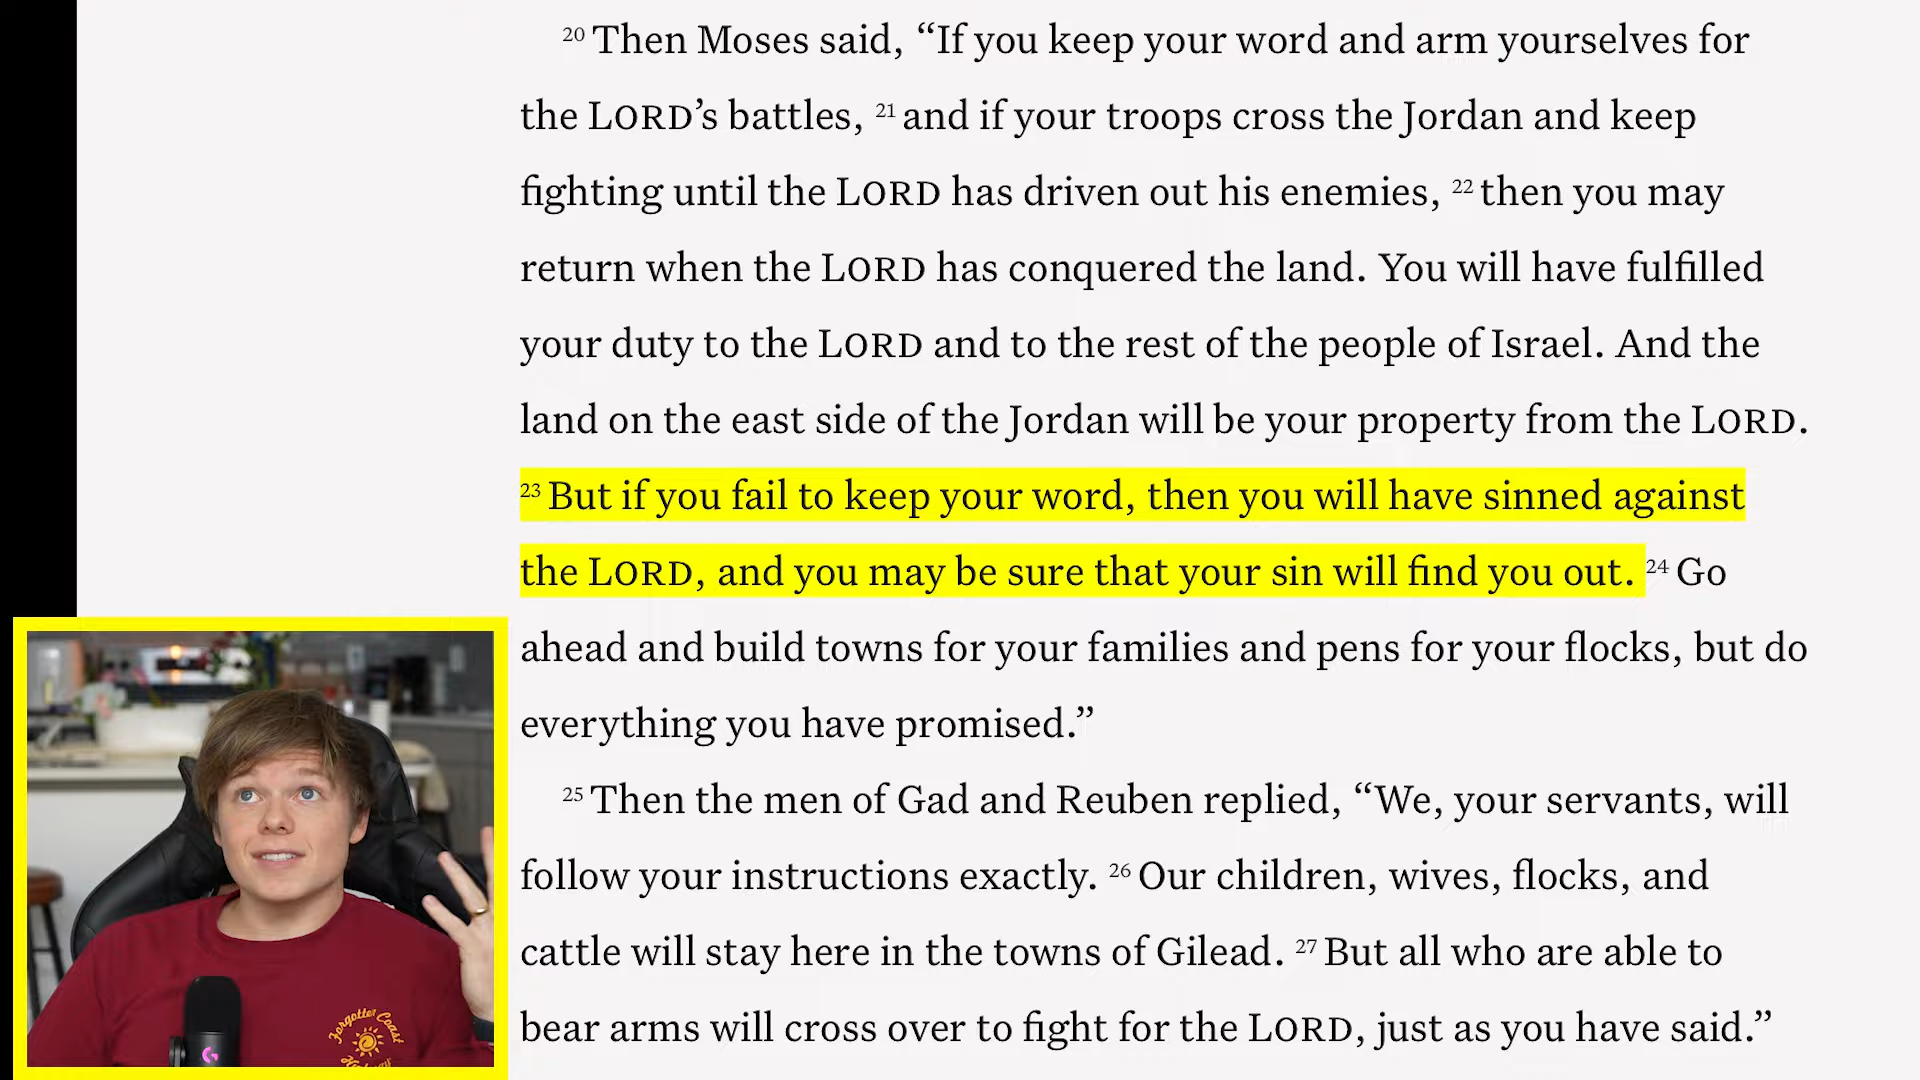 20 Then Moses said, “If you keep your word and arm yourselves for
the LORD’s battles, 21 and if your troops cross the Jordan and keep
fighting until the LORD has driven out his enemies, 22 then you may
return when the LORD has conquered the land. You will have fulfilled
your duty to the LORD and to the rest of the people of Israel. And the
land on the east side of the Jordan will be your property from the LORD.
23 But if you fail to keep your word, then you will have sinned against
the LORD, and you may be sure that your sin will find you out. 24 Go
ahead and build towns for your families and pens for your flocks, but do
everything you have promised.”
25 Then the men of Gad and Reuben replied, “We, your servants, will
follow your instructions exactly. 26 Our children, wives, flocks, and
cattle will stay here in the towns of Gilead. 27 But all who are able to
bear arms will cross over to fight for the LORD, just as you have said.”
Forgotten Coast